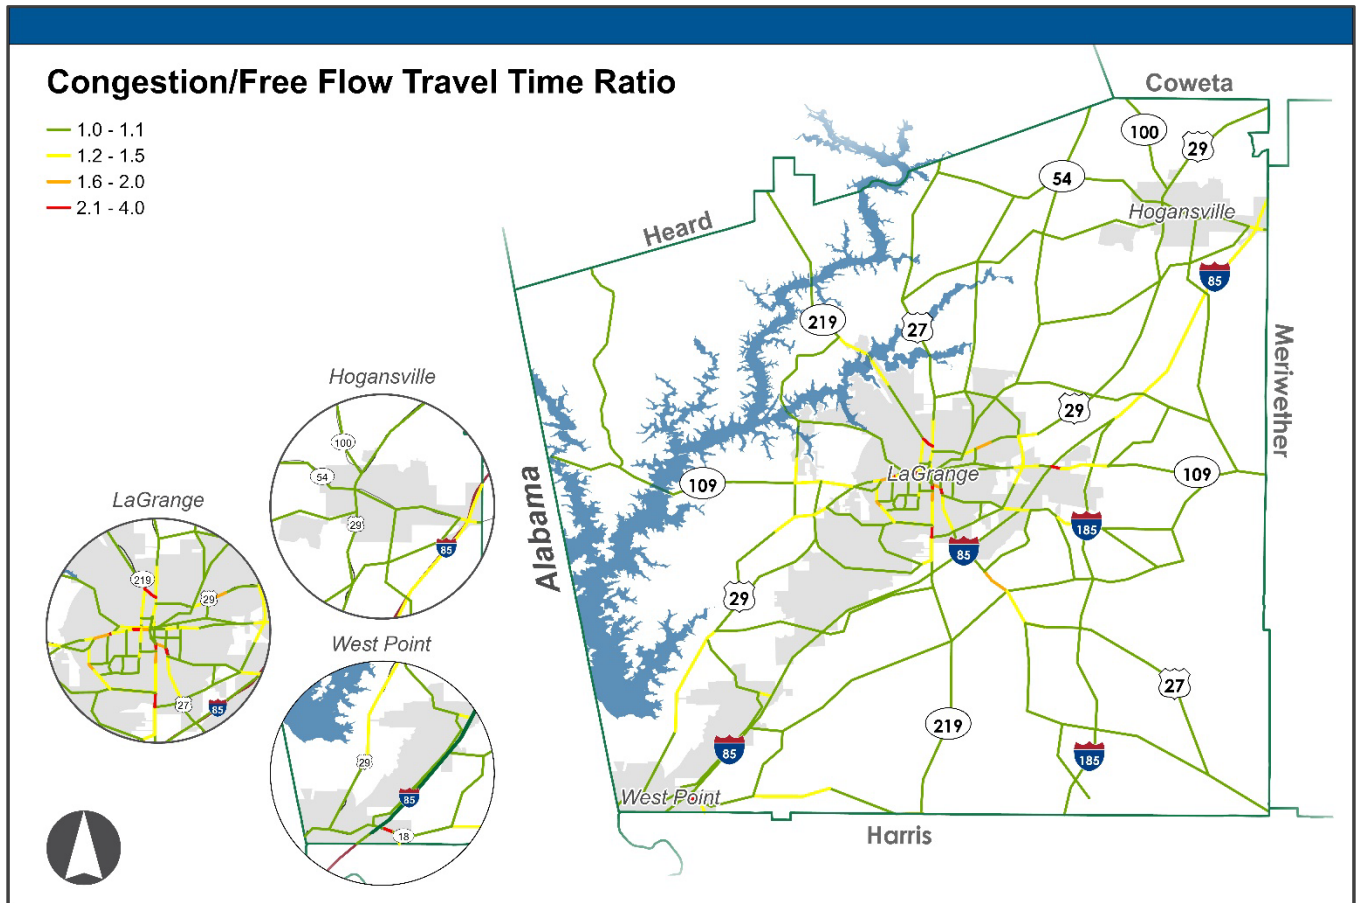 Congestion/Free Flow Travel Time Ratio
1.0 - 1.1
1.2 - 1.5
1.6 - 2.0
2.1 - 4.0
Coweta
100
29
54
Hogansville
Heard
85
219
27
Meriwether
Hogansville
29
100
54
29
85
LaGrange
109
109
LaGrange
Alabama
185
85
219
29
27
85
29
West Point
27
29
85
18
219
85
185
West Point
Harris